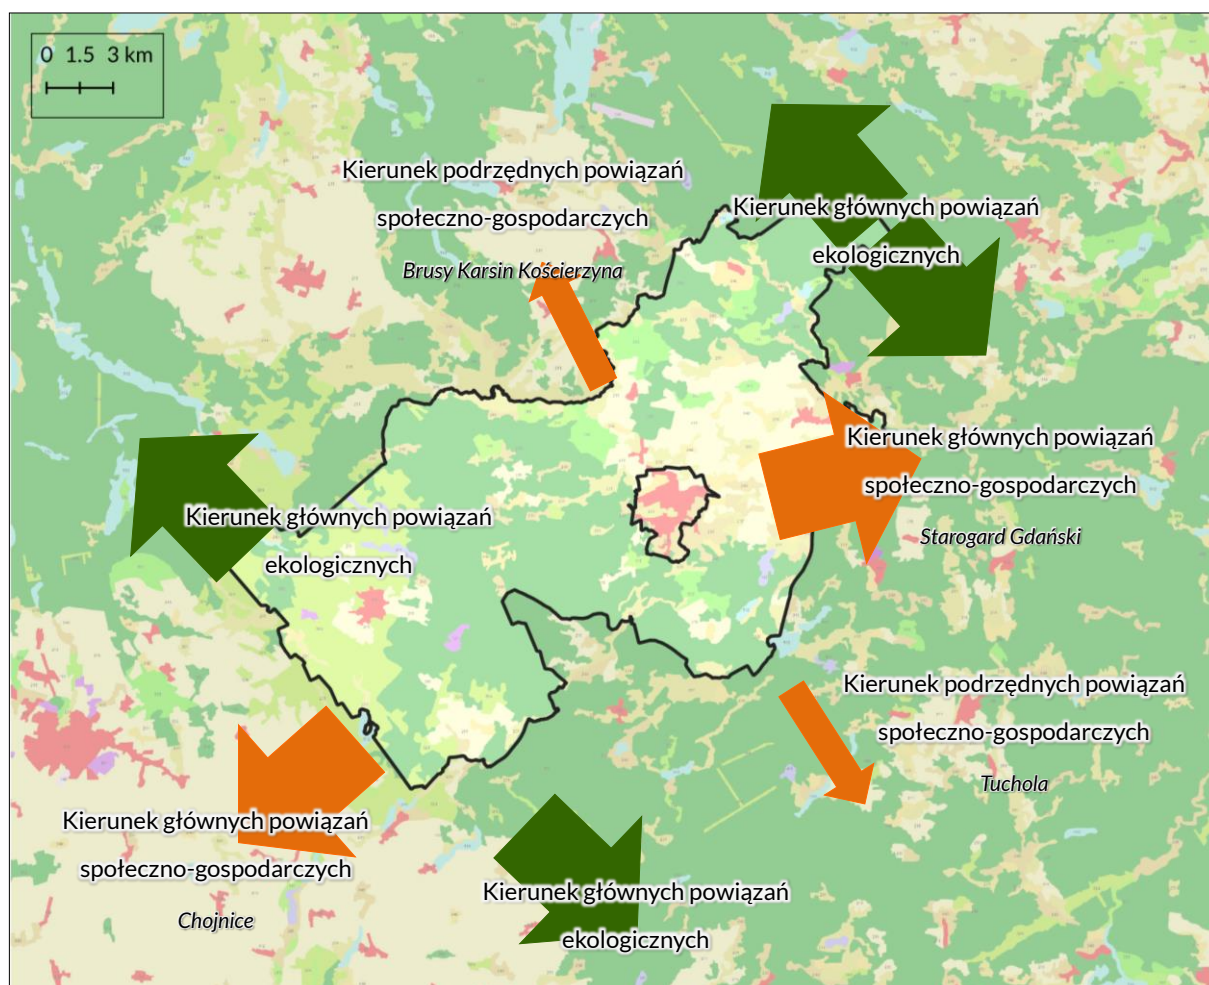 0 1.5 3 km
Kierunek podrzędnych powiązań
społeczno-gospodarczych
Brusy Karsin Kościerzyna
Kierunek głównych powiązań
ekologicznych
Kierunek głównych powiązań
społeczno-gospodarczych
Starogard Gdański
Kierunek głównych powiązań
ekologicznych
Kierunek podrzędnych powiązań
społeczno-gospodarczych
Tuchola
Kierunek głównych powiązań
społeczno-gospodarczych
Chojnice
Kierunek głównych powiązań
ekologicznych